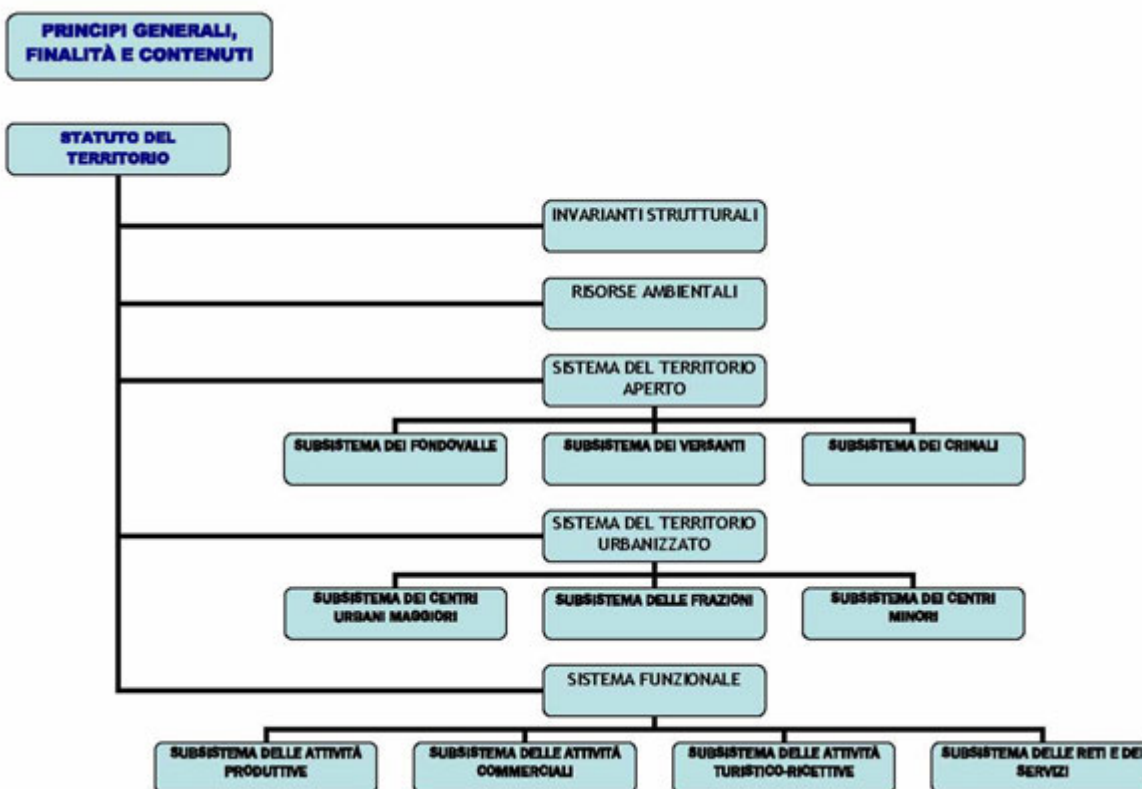 PRINCIPI GENERALI,
FINALITÀ E CONTENUTI
STATUTO DEL
TERRITORIO
INVARIANTI STRUTTURALI
RISORSE AMBIENTALI
SISTEMA DEL TERRITORIO
APERTO
SUBSISTEMA DEI FONDOVALLE
SUBSISTEMA DEI VERSANTI
SUBSISTEMA DEI CRINALI
SISTEMA DEL TERRITORIO
URBANIZZATO
SUBSISTEMA DEI CENTRI
URBANI MAGGIORI
SUBSISTEMA DELLE FRAZIONI
SUBSISTEMA DEI CENTRI
MINORI
SISTEMA FUNZIONALE
SUBSISTEMA DELLE ATTIVITÀ
PRODUTTIVE
SUBSISTEMA DELLE ATTIVITÀ
COMMERCIALI
SUBSISTEMA DELLE ATTIVITÀ
TURISTICO-RICETTIVE
SUBSISTEMA DELLE RETI E DEI
SERVIZI